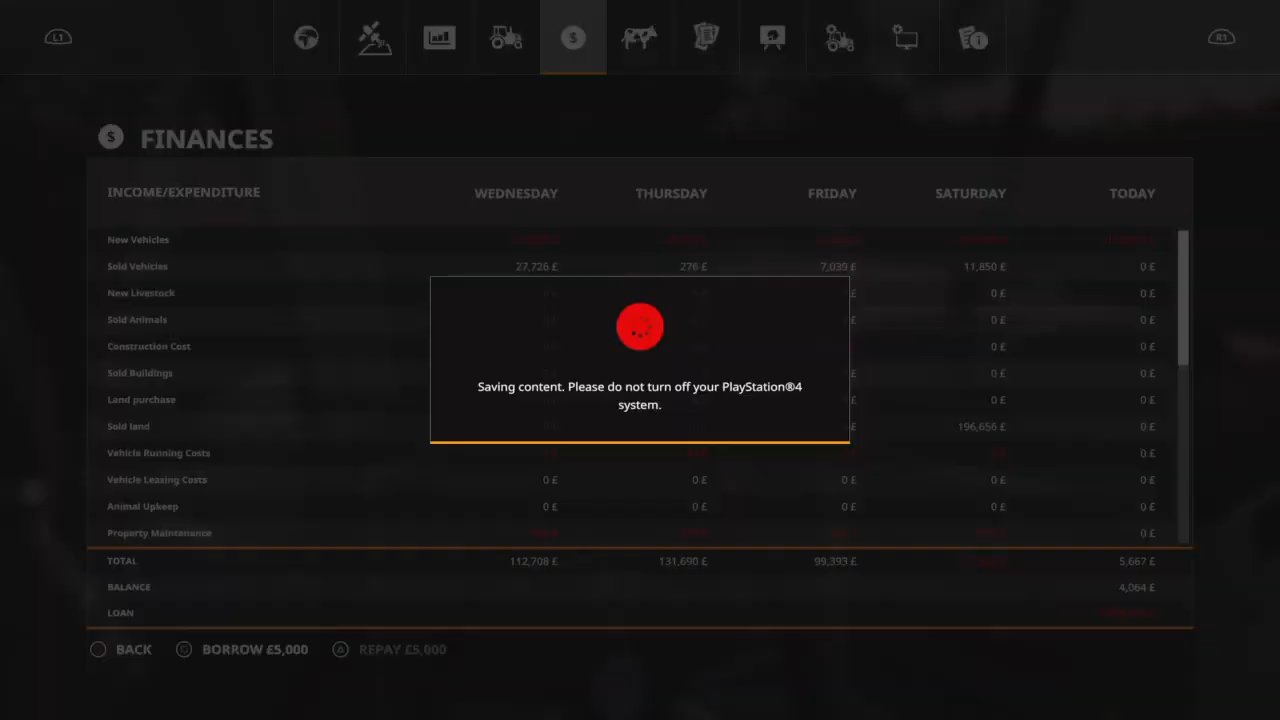 L1
R1
$ FINANCES
INCOME/EXPENDITURE WEDNESDAY THURSDAY FRIDAY SATURDAY TODAY
New Vehicles
Sold Vehicles 27,726 £ 276 £ 7,039 £ 11,850 £ 0 £
New Livestock £ 0 £ 0 £
Sold Animals £ 0 £ 0 £
Construction Cost £ 0 £ 0 £
Sold Buildings £ 0 £ 0 £
Land purchase £ 0 £ 0 £
Sold land £ 196,656 £ 0 £
Vehicle Running Costs 0 £
Vehicle Leasing Costs 0 £ 0 £ 0 £ 0 £ 0 £
Animal Upkeep 0 £ 0 £ 0 £ 0 £ 0 £
Property Maintenance 0 £
TOTAL 112,708 £ 131,690 £ 99,393 £ 5,667 £
BALANCE 4,064 £
LOAN
Saving content. Please do not turn off your PlayStation®4
system.
BACK BORROW £5,000 REPAY £5,000